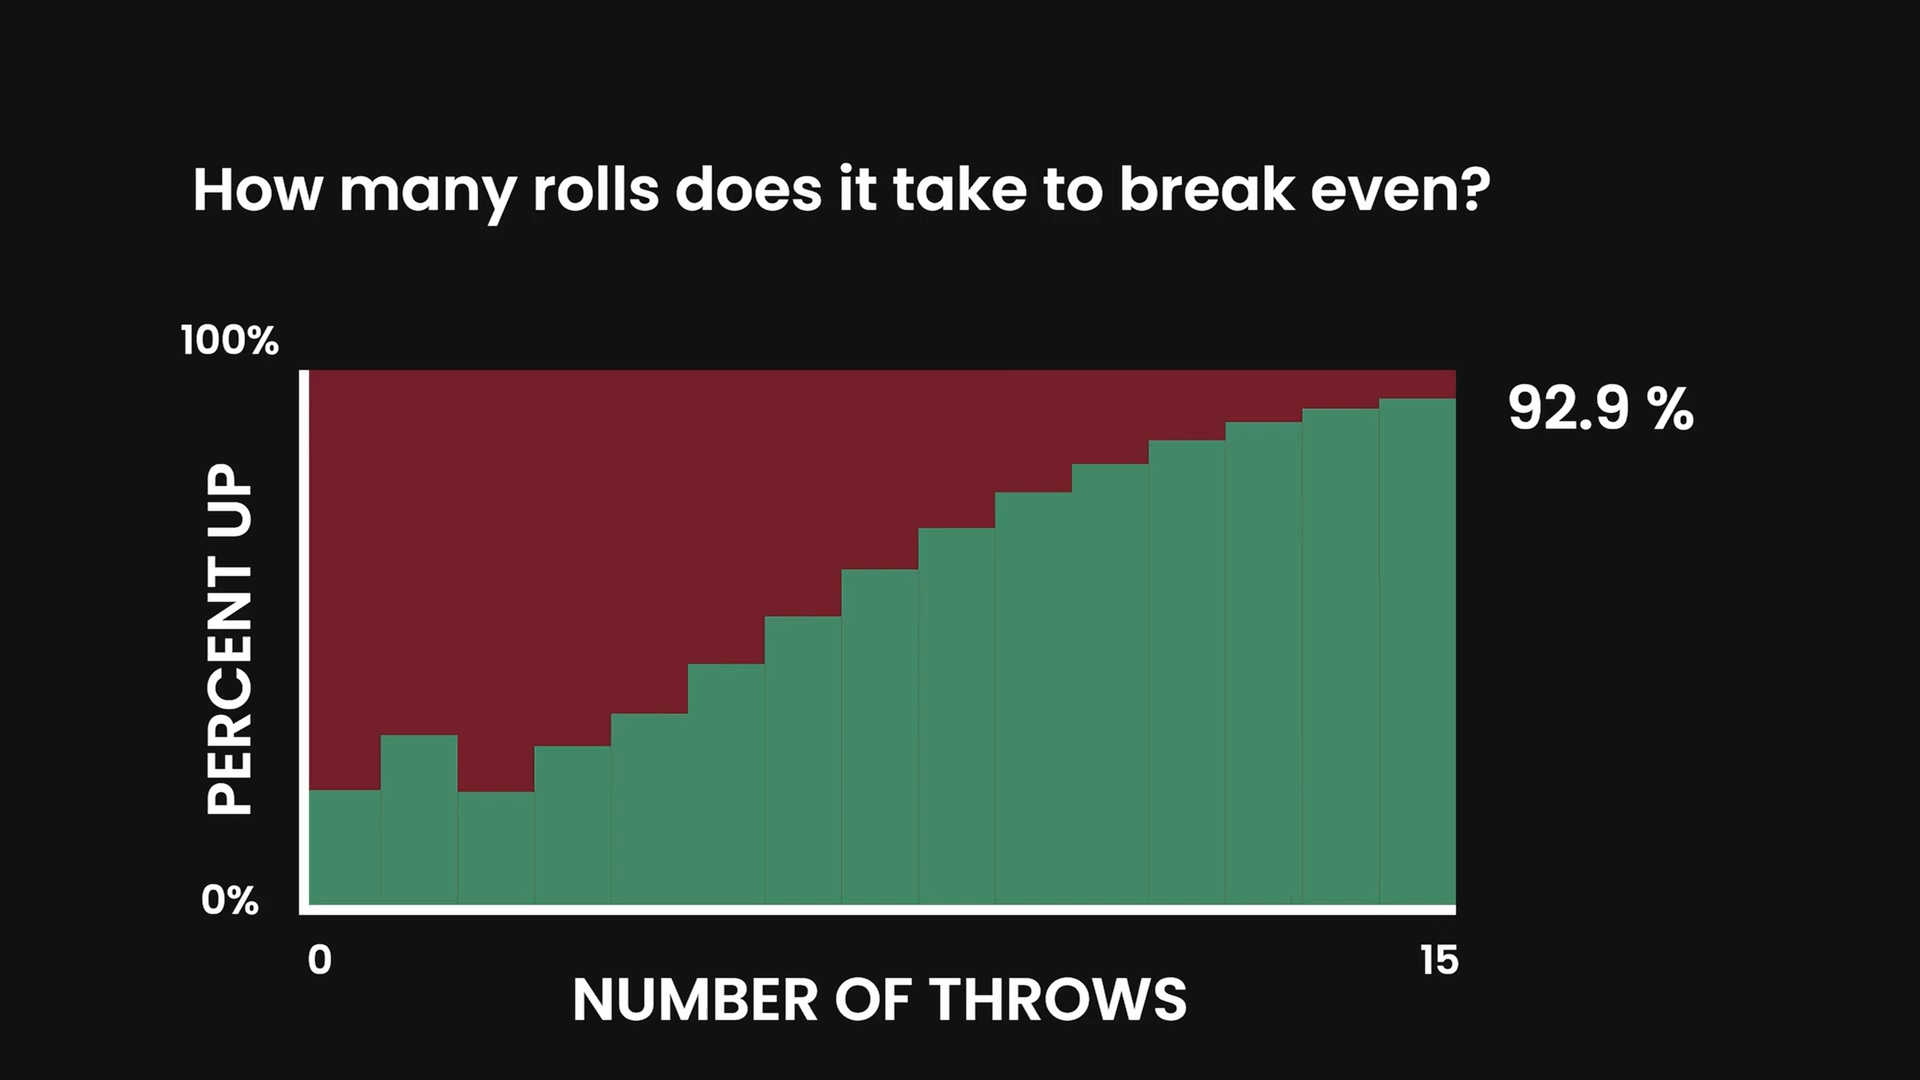 How many rolls does it take to break even?
100%
92.9 %
PERCENT UP
0%
0
15
NUMBER OF THROWS